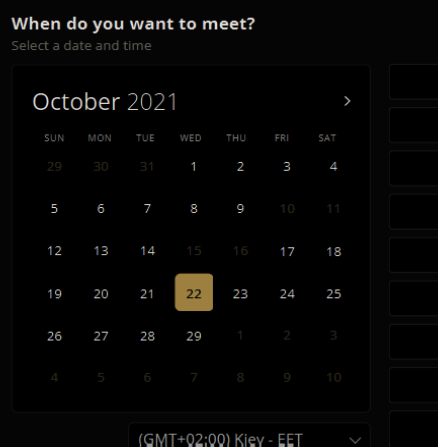 When do you want to meet?
Select a date and time
October 2021
SUN MON TUE WED THU FRI SAT
29 30 31 1 2 3 4
5 6 7 8 9 10 11
12 13 14 15 16 17 18
19 20 21 22 23 24 25
26 27 28 29 1 2 3
4 5 6 7 8 9 10
(GMT+02:00) Kiev - EET